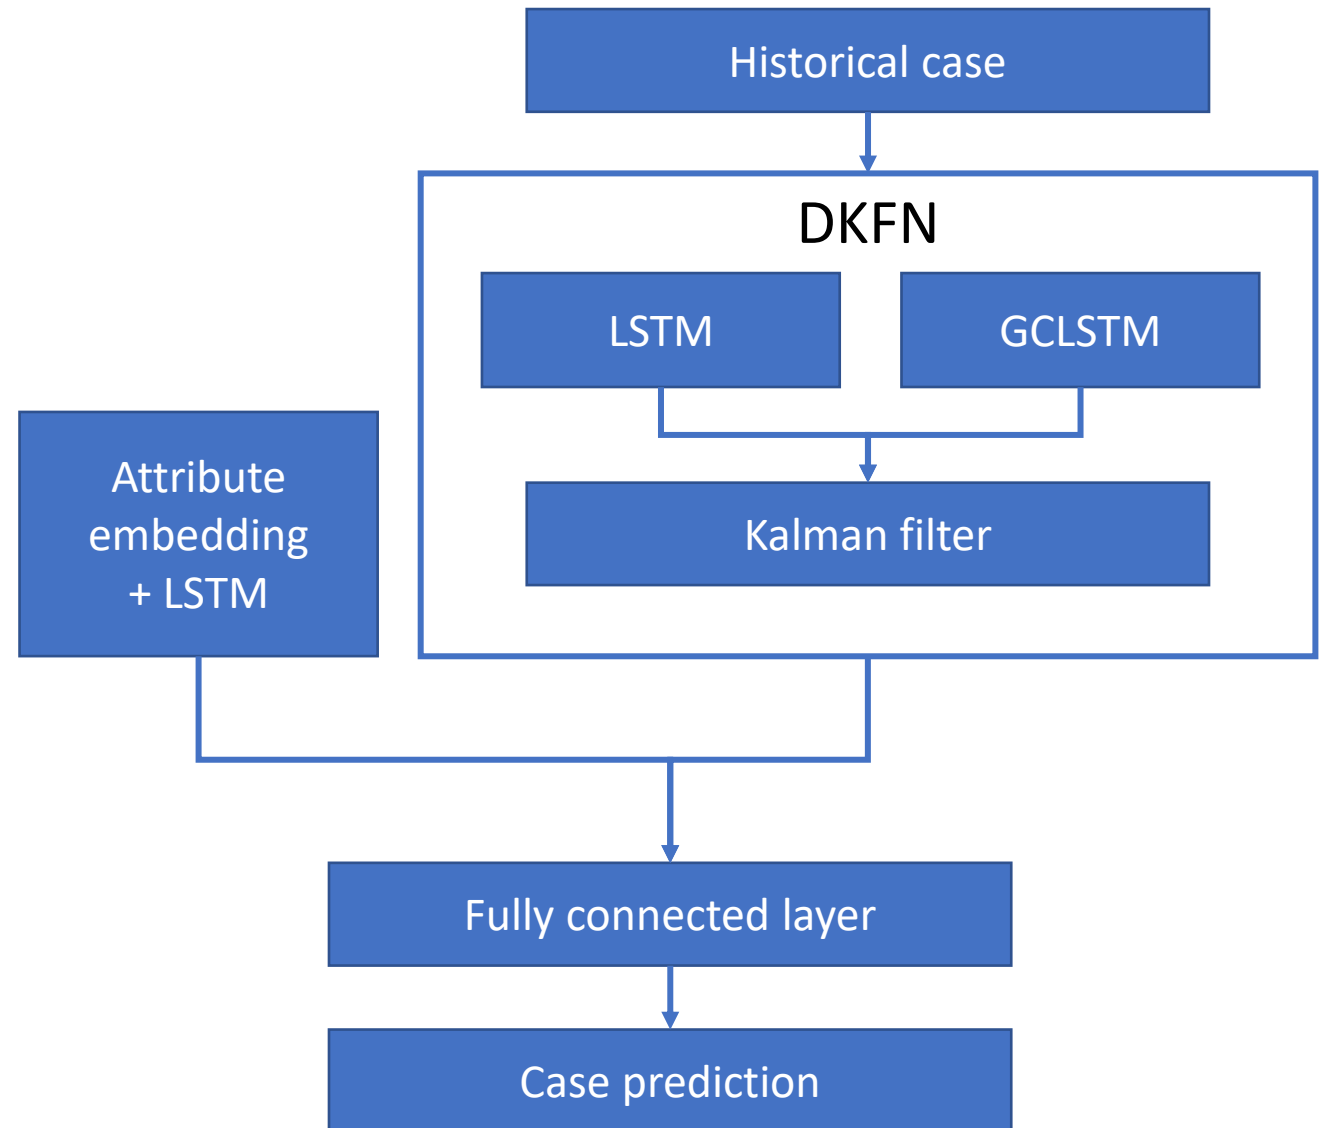 Historical case
DKFN
LSTM
GCLSTM
Kalman filter
Attribute
embedding
+ LSTM
Fully connected layer
Case prediction